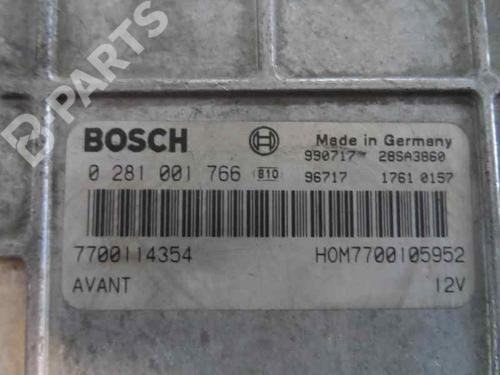 B-PARTS
BOSCH Made in Germany
990717 28SA3860
0 281 001 766 810 96717 1761 0157
7700114354 HOM7700105952
AVANT 12V